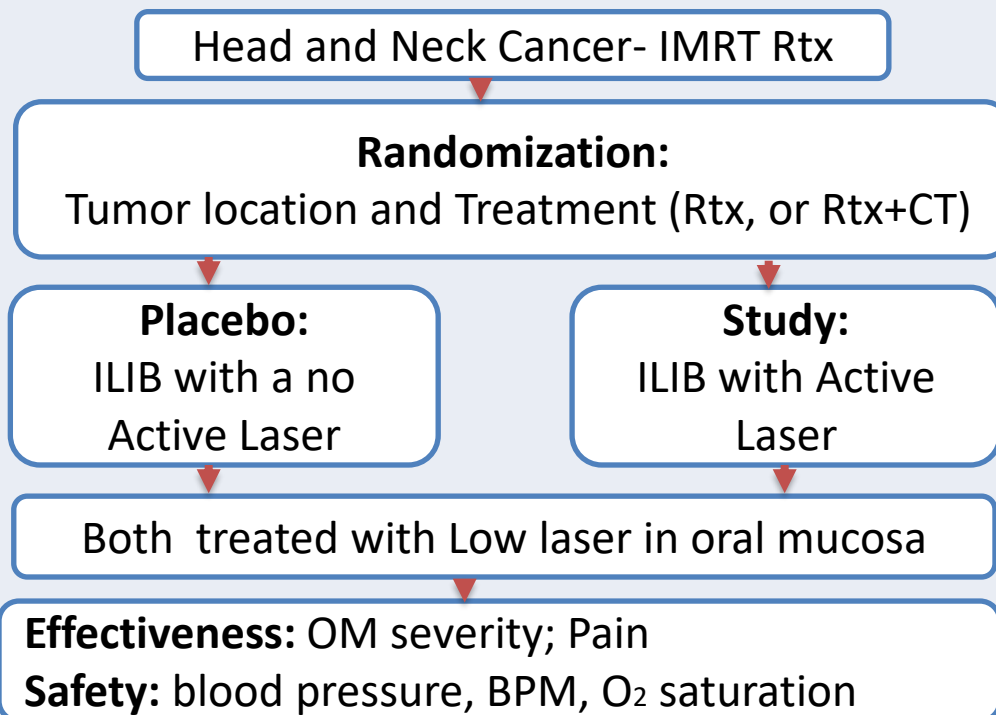 Head and Neck Cancer- IMRT Rtx
Randomization:
Tumor location and Treatment (Rtx, or Rtx+CT)
Placebo:
ILIB with a no
Active Laser
Study:
ILIB with Active
Laser
Both treated with Low laser in oral mucosa
Effectiveness: OM severity; Pain
Safety: blood pressure, BPM, O₂ saturation